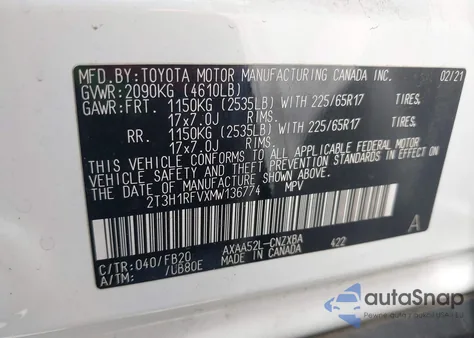 MFD.BY: TOYOTA MOTOR MANUFACTURING CANADA INC. 02/21
GVWR: 2090KG (4610LB)
GAWR: FRT. 1150KG (2535LB) WITH 225/65R17 TIRES,
17x7.0J RIMS.
RR. 1150KG (2535LB) WITH 225/65R17 TIRES,
17x7.0J RIMS.
THIS VEHICLE CONFORMS TO ALL APPLICABLE FEDERAL MOTOR
VEHICLE SAFETY BUMPER, AND THEFT PREVENTION STANDARDS IN EFFECT
ON THE DATE OF MANUFACTURE SHOWN ABOVE.
2T3H1RFVXMW136774 MPV
A
C/TR: 040/FB20 AXAA52L-CNZXBA 422
A/TM: /UB80E MADE IN CANADA
autoSnap